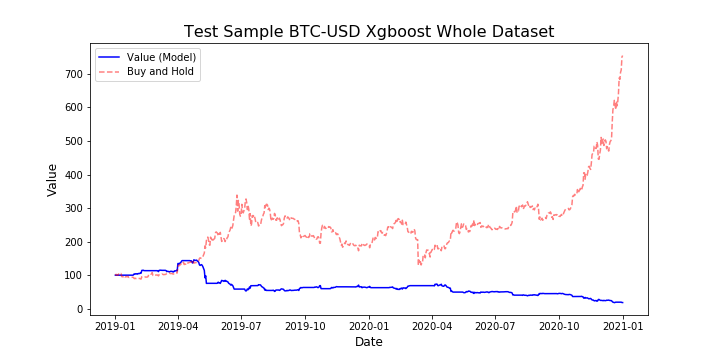 Test Sample BTC-USD Xgboost Whole Dataset
Value (Model)
Buy and Hold
Value
700
600
500
400
300
200
100
0
2019-01 2019-04 2019-07 2019-10 2020-01 2020-04 2020-07 2020-10 2021-01
Date